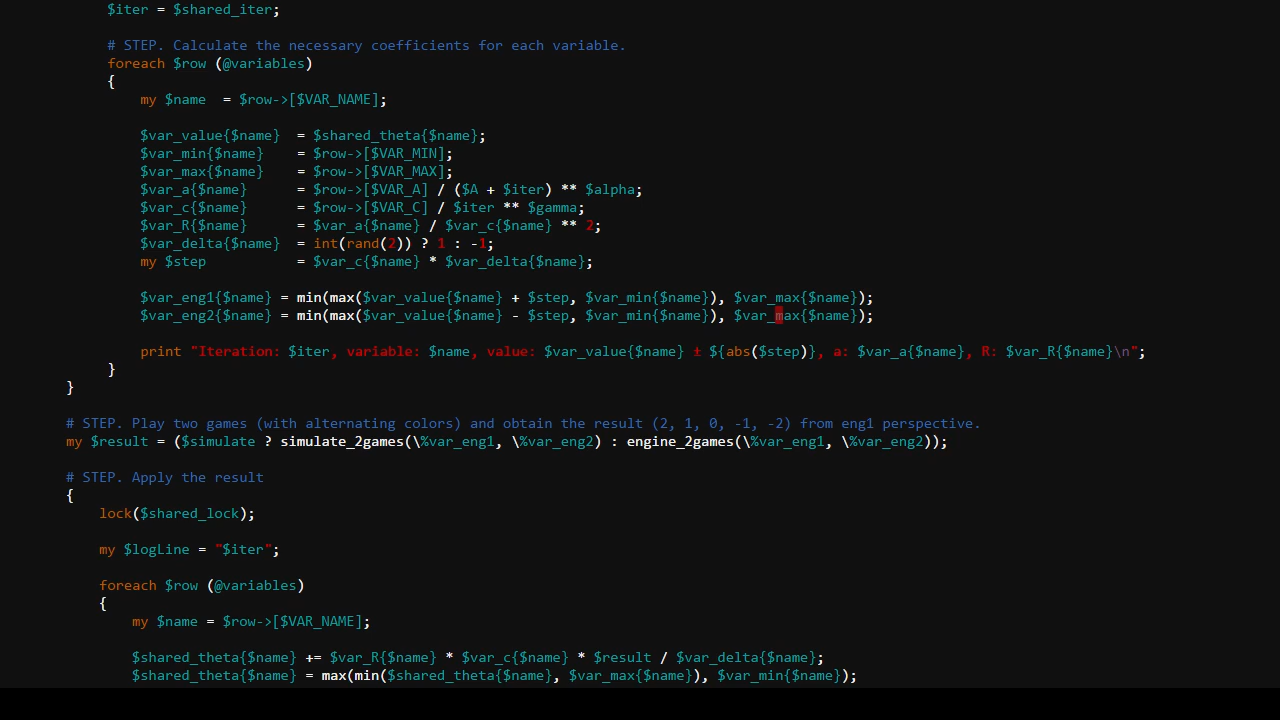 $iter = $shared_iter;
# STEP. Calculate the necessary coefficients for each variable.
foreach $row (@variables)
{
my $name  = $row->[$VAR_NAME];
$var_value{$name}  = $shared_theta{$name};
$var_min{$name}    = $row->[$VAR_MIN];
$var_max{$name}    = $row->[$VAR_MAX];
$var_a{$name}      = $row->[$VAR_A] / ($A + $iter) ** $alpha;
$var_c{$name}      = $row->[$VAR_C] / $iter ** $gamma;
$var_R{$name}      = $var_a{$name} / $var_c{$name} ** 2;
$var_delta{$name}  = int(rand(2)) ? 1 : -1;
my $step           = $var_c{$name} * $var_delta{$name};
$var_eng1{$name} = min(max($var_value{$name} + $step, $var_min{$name}), $var_max{$name});
$var_eng2{$name} = min(max($var_value{$name} - $step, $var_min{$name}), $var_max{$name});
print "Iteration: $iter, variable: $name, value: $var_value{$name} ± ${abs($step)}, a: $var_a{$name}, R: $var_R{$name}\n";
}
}
# STEP. Play two games (with alternating colors) and obtain the result (2, 1, 0, -1, -2) from eng1 perspective.
my $result = ($simulate ? simulate_2games(\%var_eng1, \%var_eng2) : engine_2games(\%var_eng1, \%var_eng2));
# STEP. Apply the result
{
lock($shared_lock);
my $logLine = "$iter";
foreach $row (@variables)
{
my $name = $row->[$VAR_NAME];
$shared_theta{$name} += $var_R{$name} * $var_c{$name} * $result / $var_delta{$name};
$shared_theta{$name} = max(min($shared_theta{$name}, $var_max{$name}), $var_min{$name});